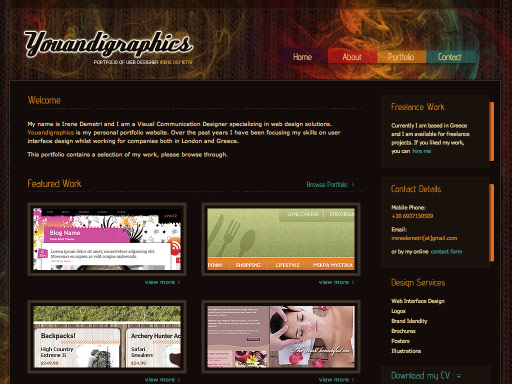 Youandigraphics
PORTFOLIO OF WEB DESIGNER IRENE DEMETRI
Home
About
Portfolio
Contact
Welcome
My name is Irene Demetri and I am a Visual Communication Designer specializing in web design solutions.
Youandigraphics is my personal portfolio website. Over the past years I have been focusing my skills on user
interface design whilst working for companies both in London and Greece.
This portfolio contains a selection of my work, please browse through.
Featured Work
Browse Portfolio
Blog Name
view more
LOVECOOKING
SHOPPING
LIFESTYLE
ΜΙΚΡΑ ΜΥΣΤΙΚΑ
view more
Backpacks!
High Country
Extreme II
$249.99
Archery Hunter Ad
Safari
Sneakers
$24.99
view more
view more
Freelance Work
Currently I am based in Greece
and I am available for freelance
projects. If you liked my work,
you can hire me
Contact Details
Mobile Phone:
+30 6937150509
Email:
irenedemetri[at]gmail.com
or by my online contact form
Design Services
Web Interface Design
Logos
Brand Identity
Brochures
Posters
Illustrations
Download my CV